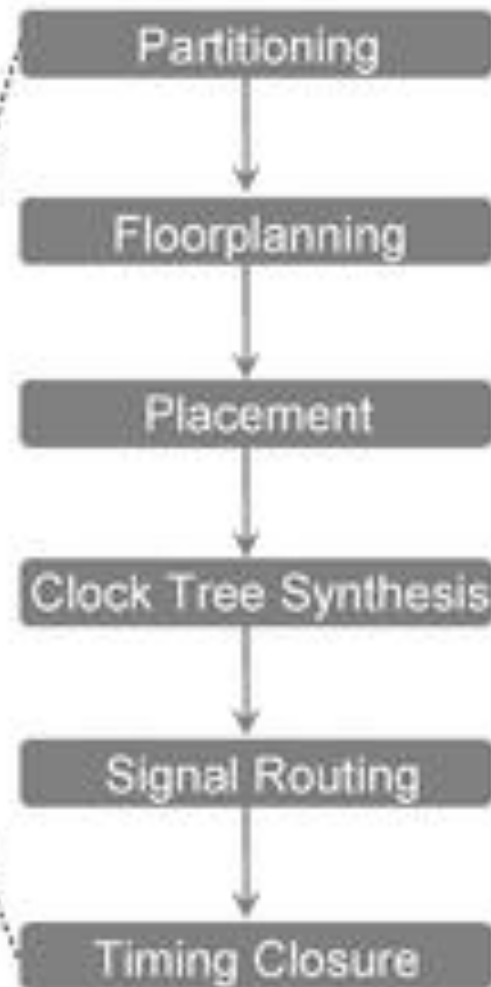 Partitioning
Floorplanning
Placement
Clock Tree Synthesis
Signal Routing
Timing Closure